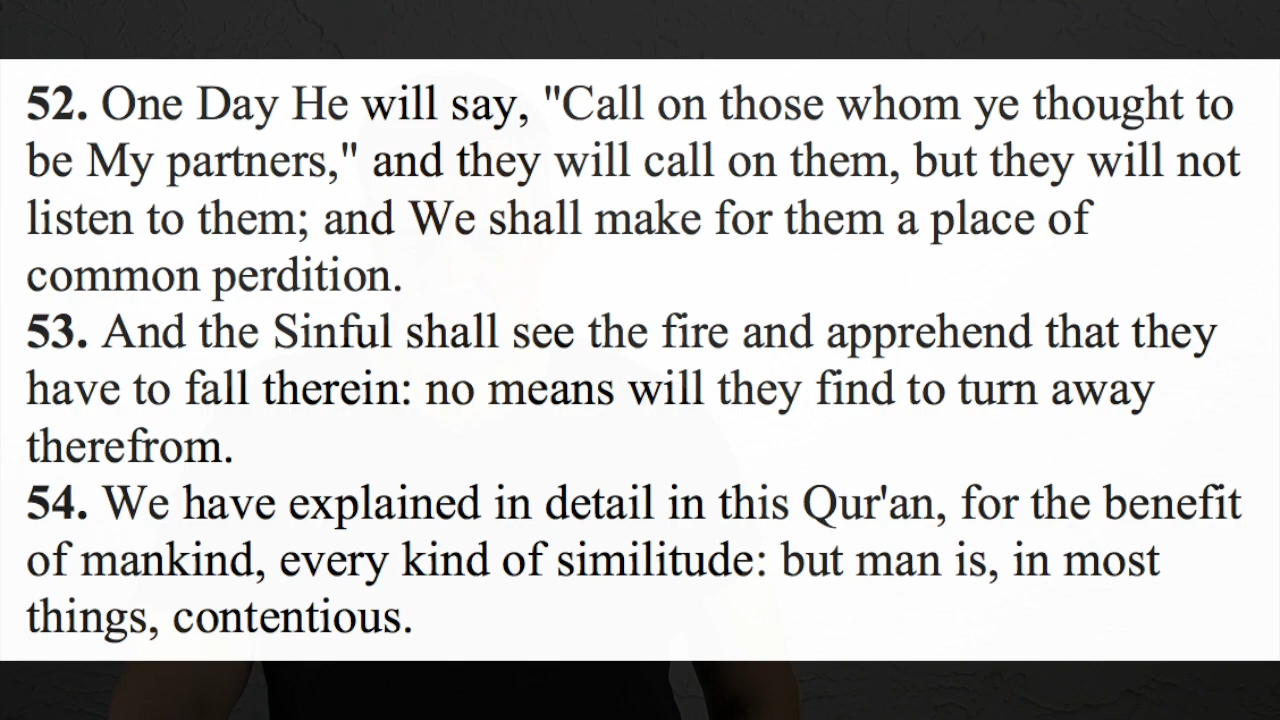 52. One Day He will say, "Call on those whom ye thought to
be My partners," and they will call on them, but they will not
listen to them; and We shall make for them a place of
common perdition.
53. And the Sinful shall see the fire and apprehend that they
have to fall therein: no means will they find to turn away
therefrom.
54. We have explained in detail in this Qur'an, for the benefit
of mankind, every kind of similitude: but man is, in most
things, contentious.